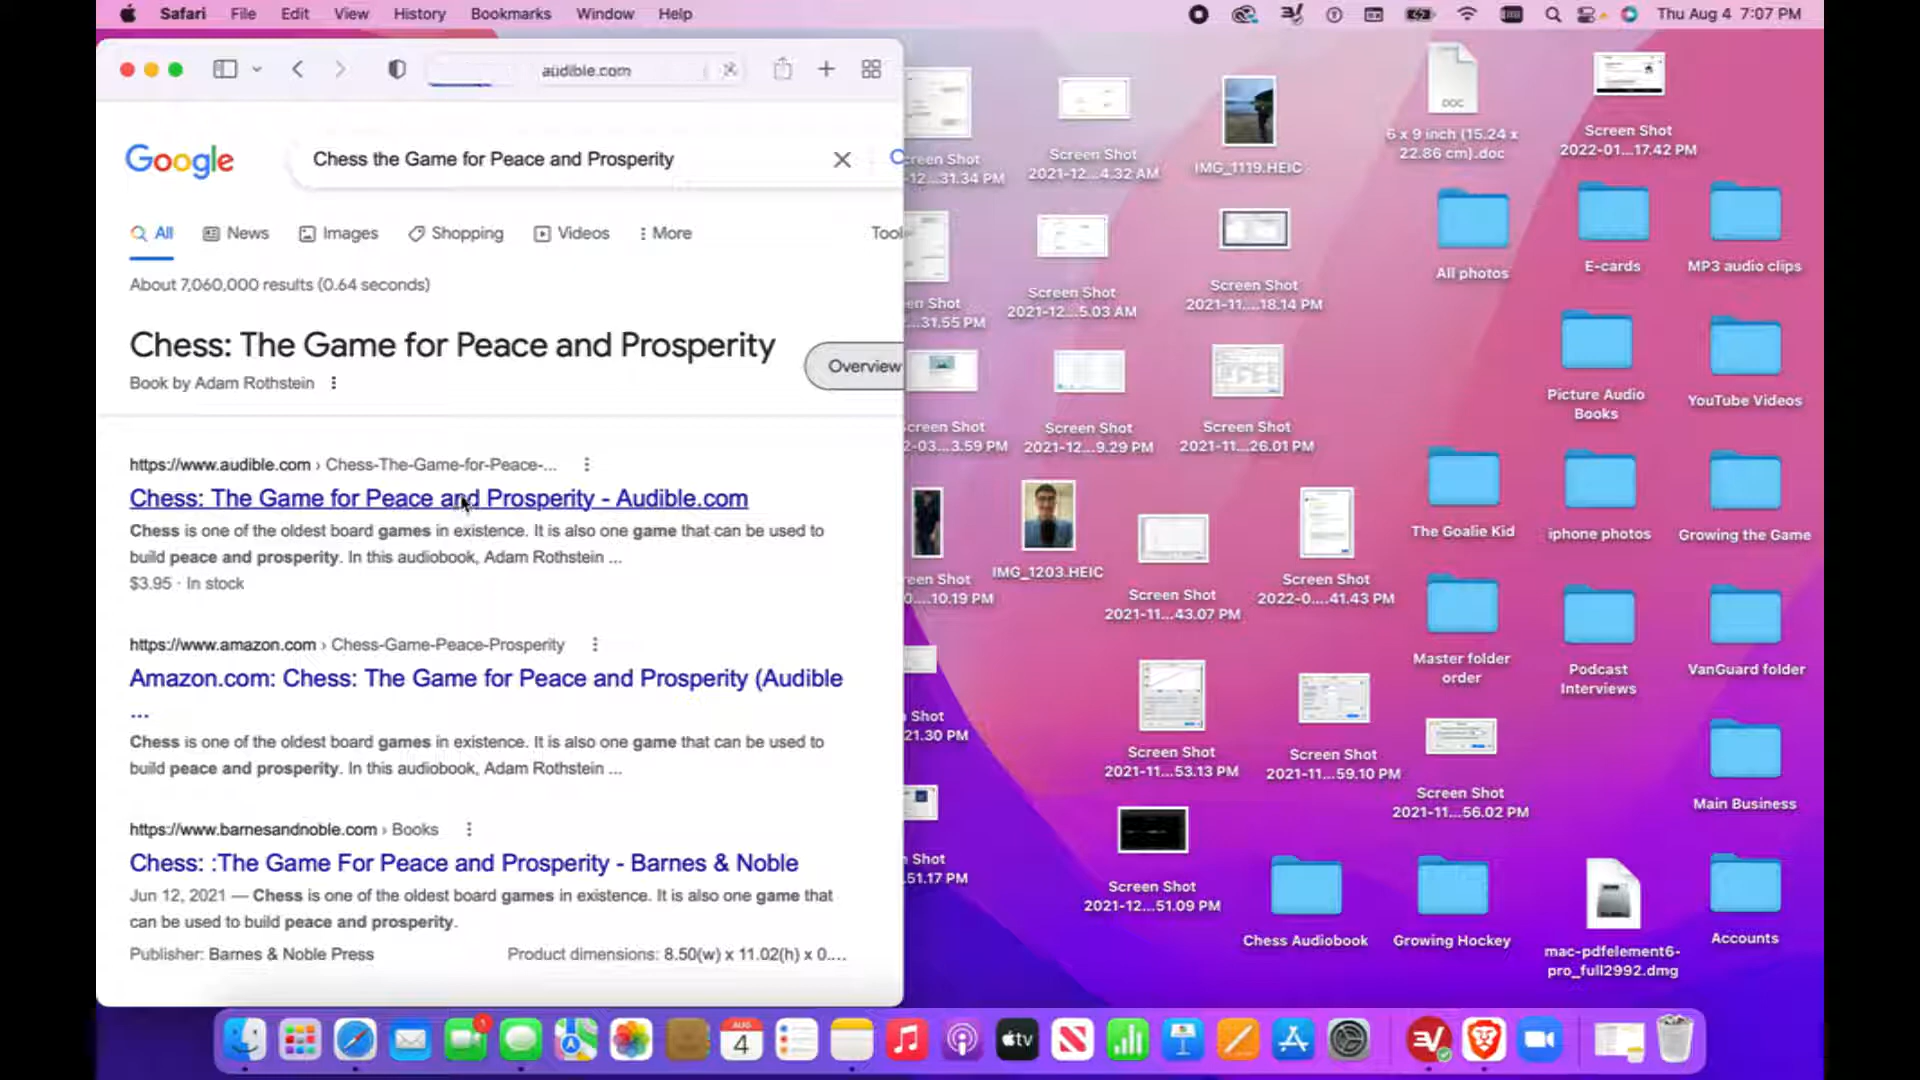 Safari File Edit View History Bookmarks Window Help
Thu Aug 4 7:07 PM
audible.com
Google
Chess the Game for Peace and Prosperity
All News Images Shopping Videos More
About 7,060,000 results (0.64 seconds)
Chess: The Game for Peace and Prosperity
Book by Adam Rothstein
Overview
https://www.audible.com › Chess-The-Game-for-Peace-...
Chess: The Game for Peace and Prosperity - Audible.com
Chess is one of the oldest board games in existence. It is also one game that can be used to
build peace and prosperity. In this audiobook, Adam Rothstein ...
$3.95 · In stock
https://www.amazon.com › Chess-Game-Peace-Prosperity
Amazon.com: Chess: The Game for Peace and Prosperity (Audible
...
Chess is one of the oldest board games in existence. It is also one game that can be used to
build peace and prosperity. In this audiobook, Adam Rothstein ...
https://www.barnesandnoble.com › Books
Chess: :The Game For Peace and Prosperity - Barnes & Noble
Jun 12, 2021 — Chess is one of the oldest board games in existence. It is also one game that
can be used to build peace and prosperity.
Publisher: Barnes & Noble Press
Product dimensions: 8.50(w) x 11.02(h) x 0....
Screen Shot
2021-12...4.32 AM
IMG_1119.HEIC
DOC
6 x 9 inch (15.24 x
22.86 cm).doc
Screen Shot
2022-01...17.42 PM
Screen Shot
2021-12...5.03 AM
Screen Shot
2021-11....18.14 PM
All photos
E-cards
MP3 audio clips
Screen Shot
2021-12...9.29 PM
Screen Shot
2021-11...26.01 PM
Picture Audio
Books
YouTube Videos
IMG_1203.HEIC
Screen Shot
2021-11...43.07 PM
Screen Shot
2022-0....41.43 PM
The Goalie Kid
iphone photos
Growing the Game
Screen Shot
2021-11...53.13 PM
Screen Shot
2021-11...59.10 PM
Master folder
order
Podcast
Interviews
VanGuard folder
Screen Shot
2021-11...56.02 PM
Main Business
Screen Shot
2021-12...51.09 PM
Chess Audiobook
Growing Hockey
mac-pdfelement6-
pro_full2992.dmg
Accounts
AUG
4
tv